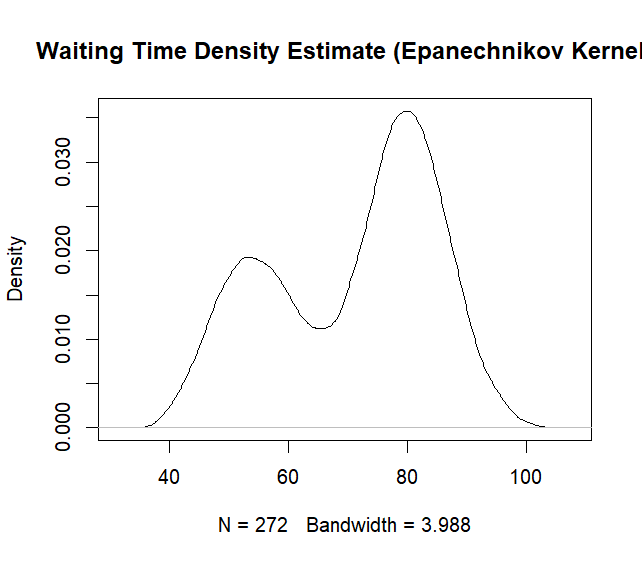 Waiting Time Density Estimate (Epanechnikov Kernel
Density
0.030
0.020
0.010
0.000
40 60 80 100
N = 272 Bandwidth = 3.988